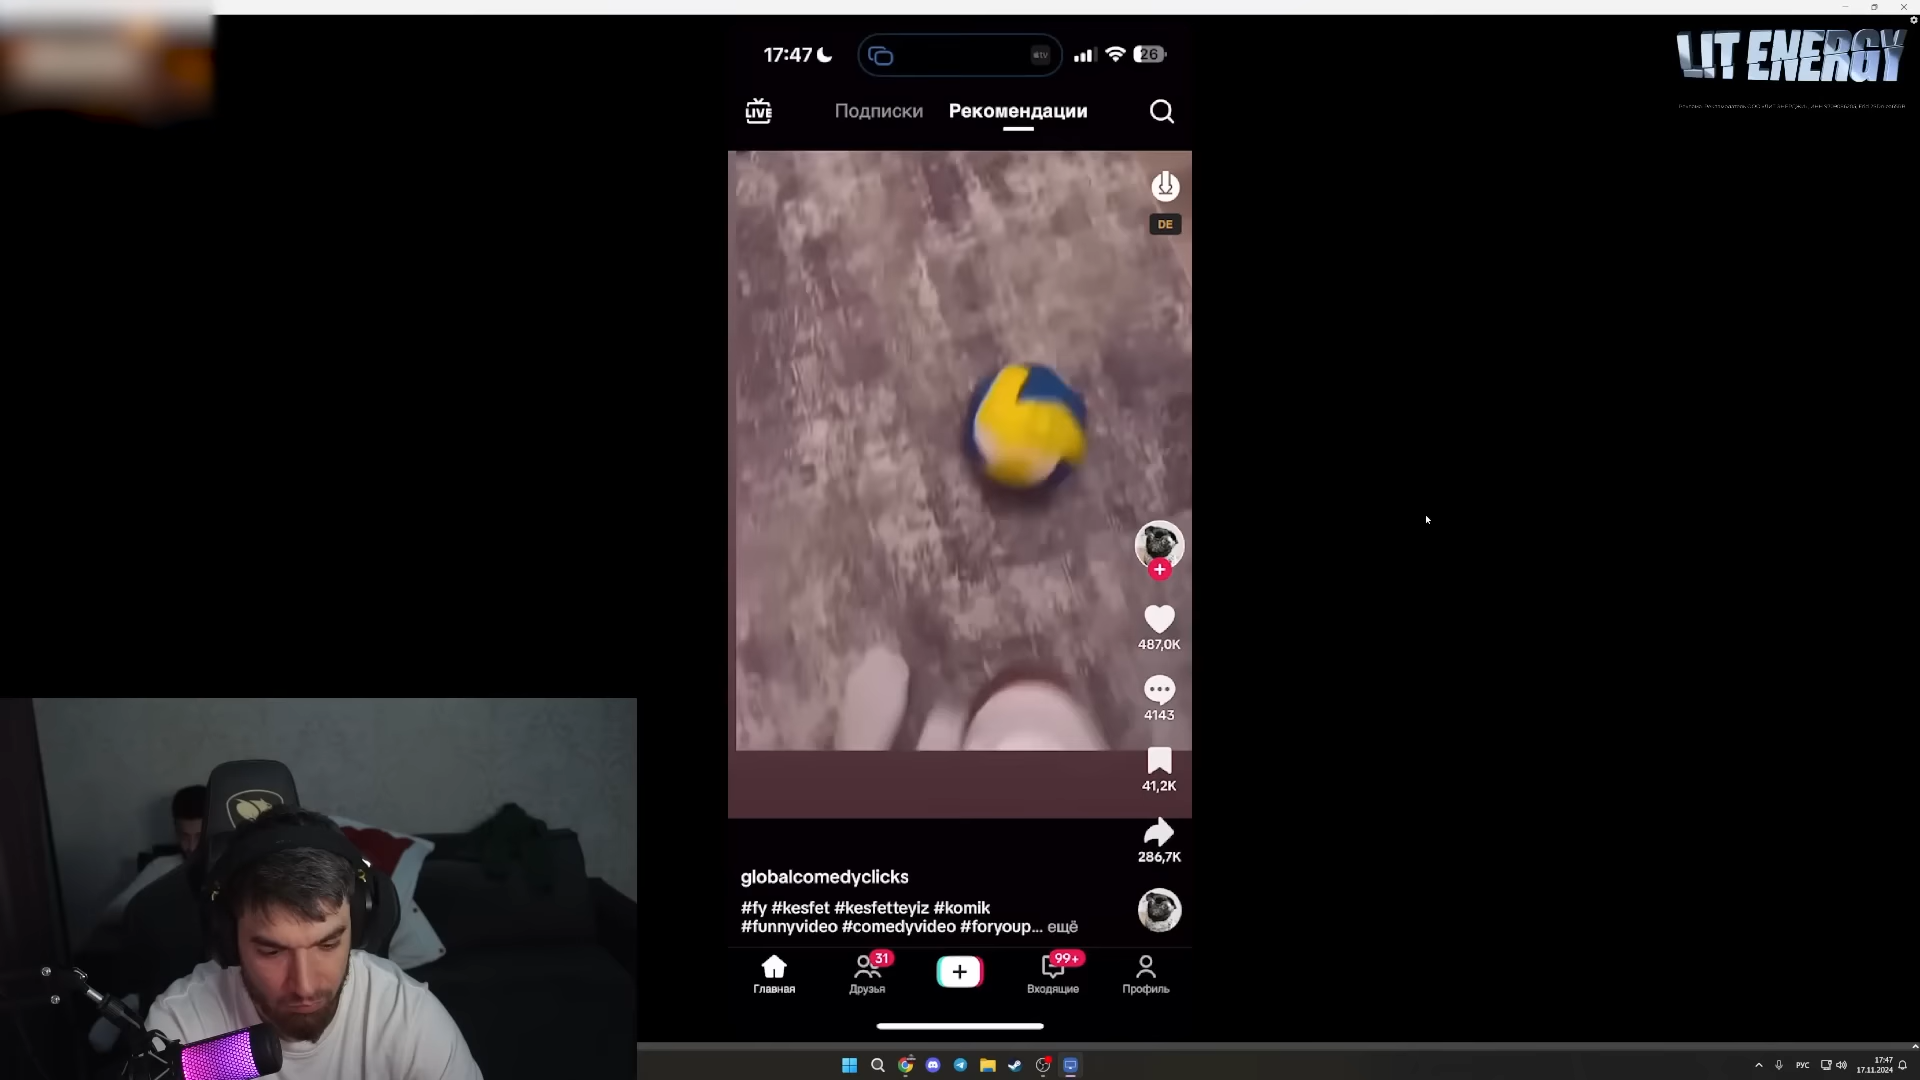 LIT ENERGY
17:47
tv
26
LIVE
Подписки
Рекомендации
DE
487,0K
4143
41,2K
286,7K
globalcomedyclicks
#fy #kesfet #kesfetteyiz #komik
#funnyvideo #comedyvideo #foryoup... ещё
31
99+
Главная
Друзья
Входящие
Профиль
РУС
17:47
17.11.2024